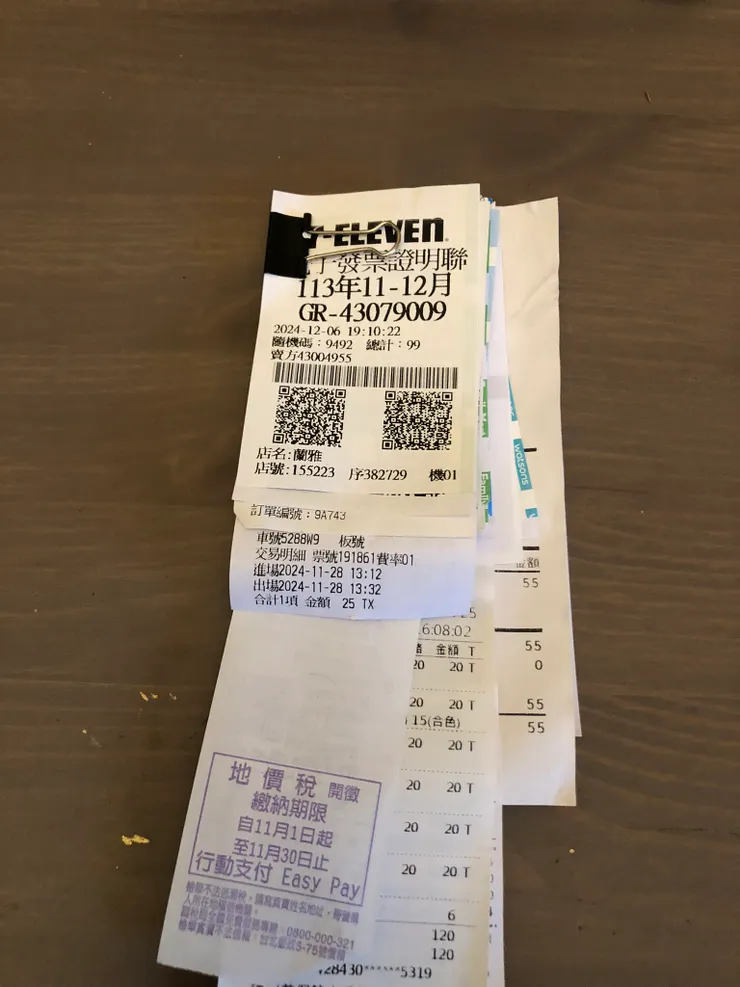 -ELEVEN
子發票證明聯
113年11-12月
GR-43079009
2024-12-06 19:10:22
隨機碼：9492 總計：99
賣方43004955
店名：蘭雅
店號：155223 序382729 機01
訂單編號：9A743
車號5288W9 板號
交易明細 票號191861費率01
進場2024-11-28 13:12
出場2024-11-28 13:32
合計1項 金額 25 TX
地價稅 開徵
繳納期限
自11月1日起
至11月30日止
行動支付 Easy Pay
0800-000-321
25
6:08:02
金額 T
20 20 T
20 20 T
15(合色)
20 20 T
20 20 T
20 20 T
20 20 T
6
120
120
128430******5319
watsons
金額
55
55
0
55
55